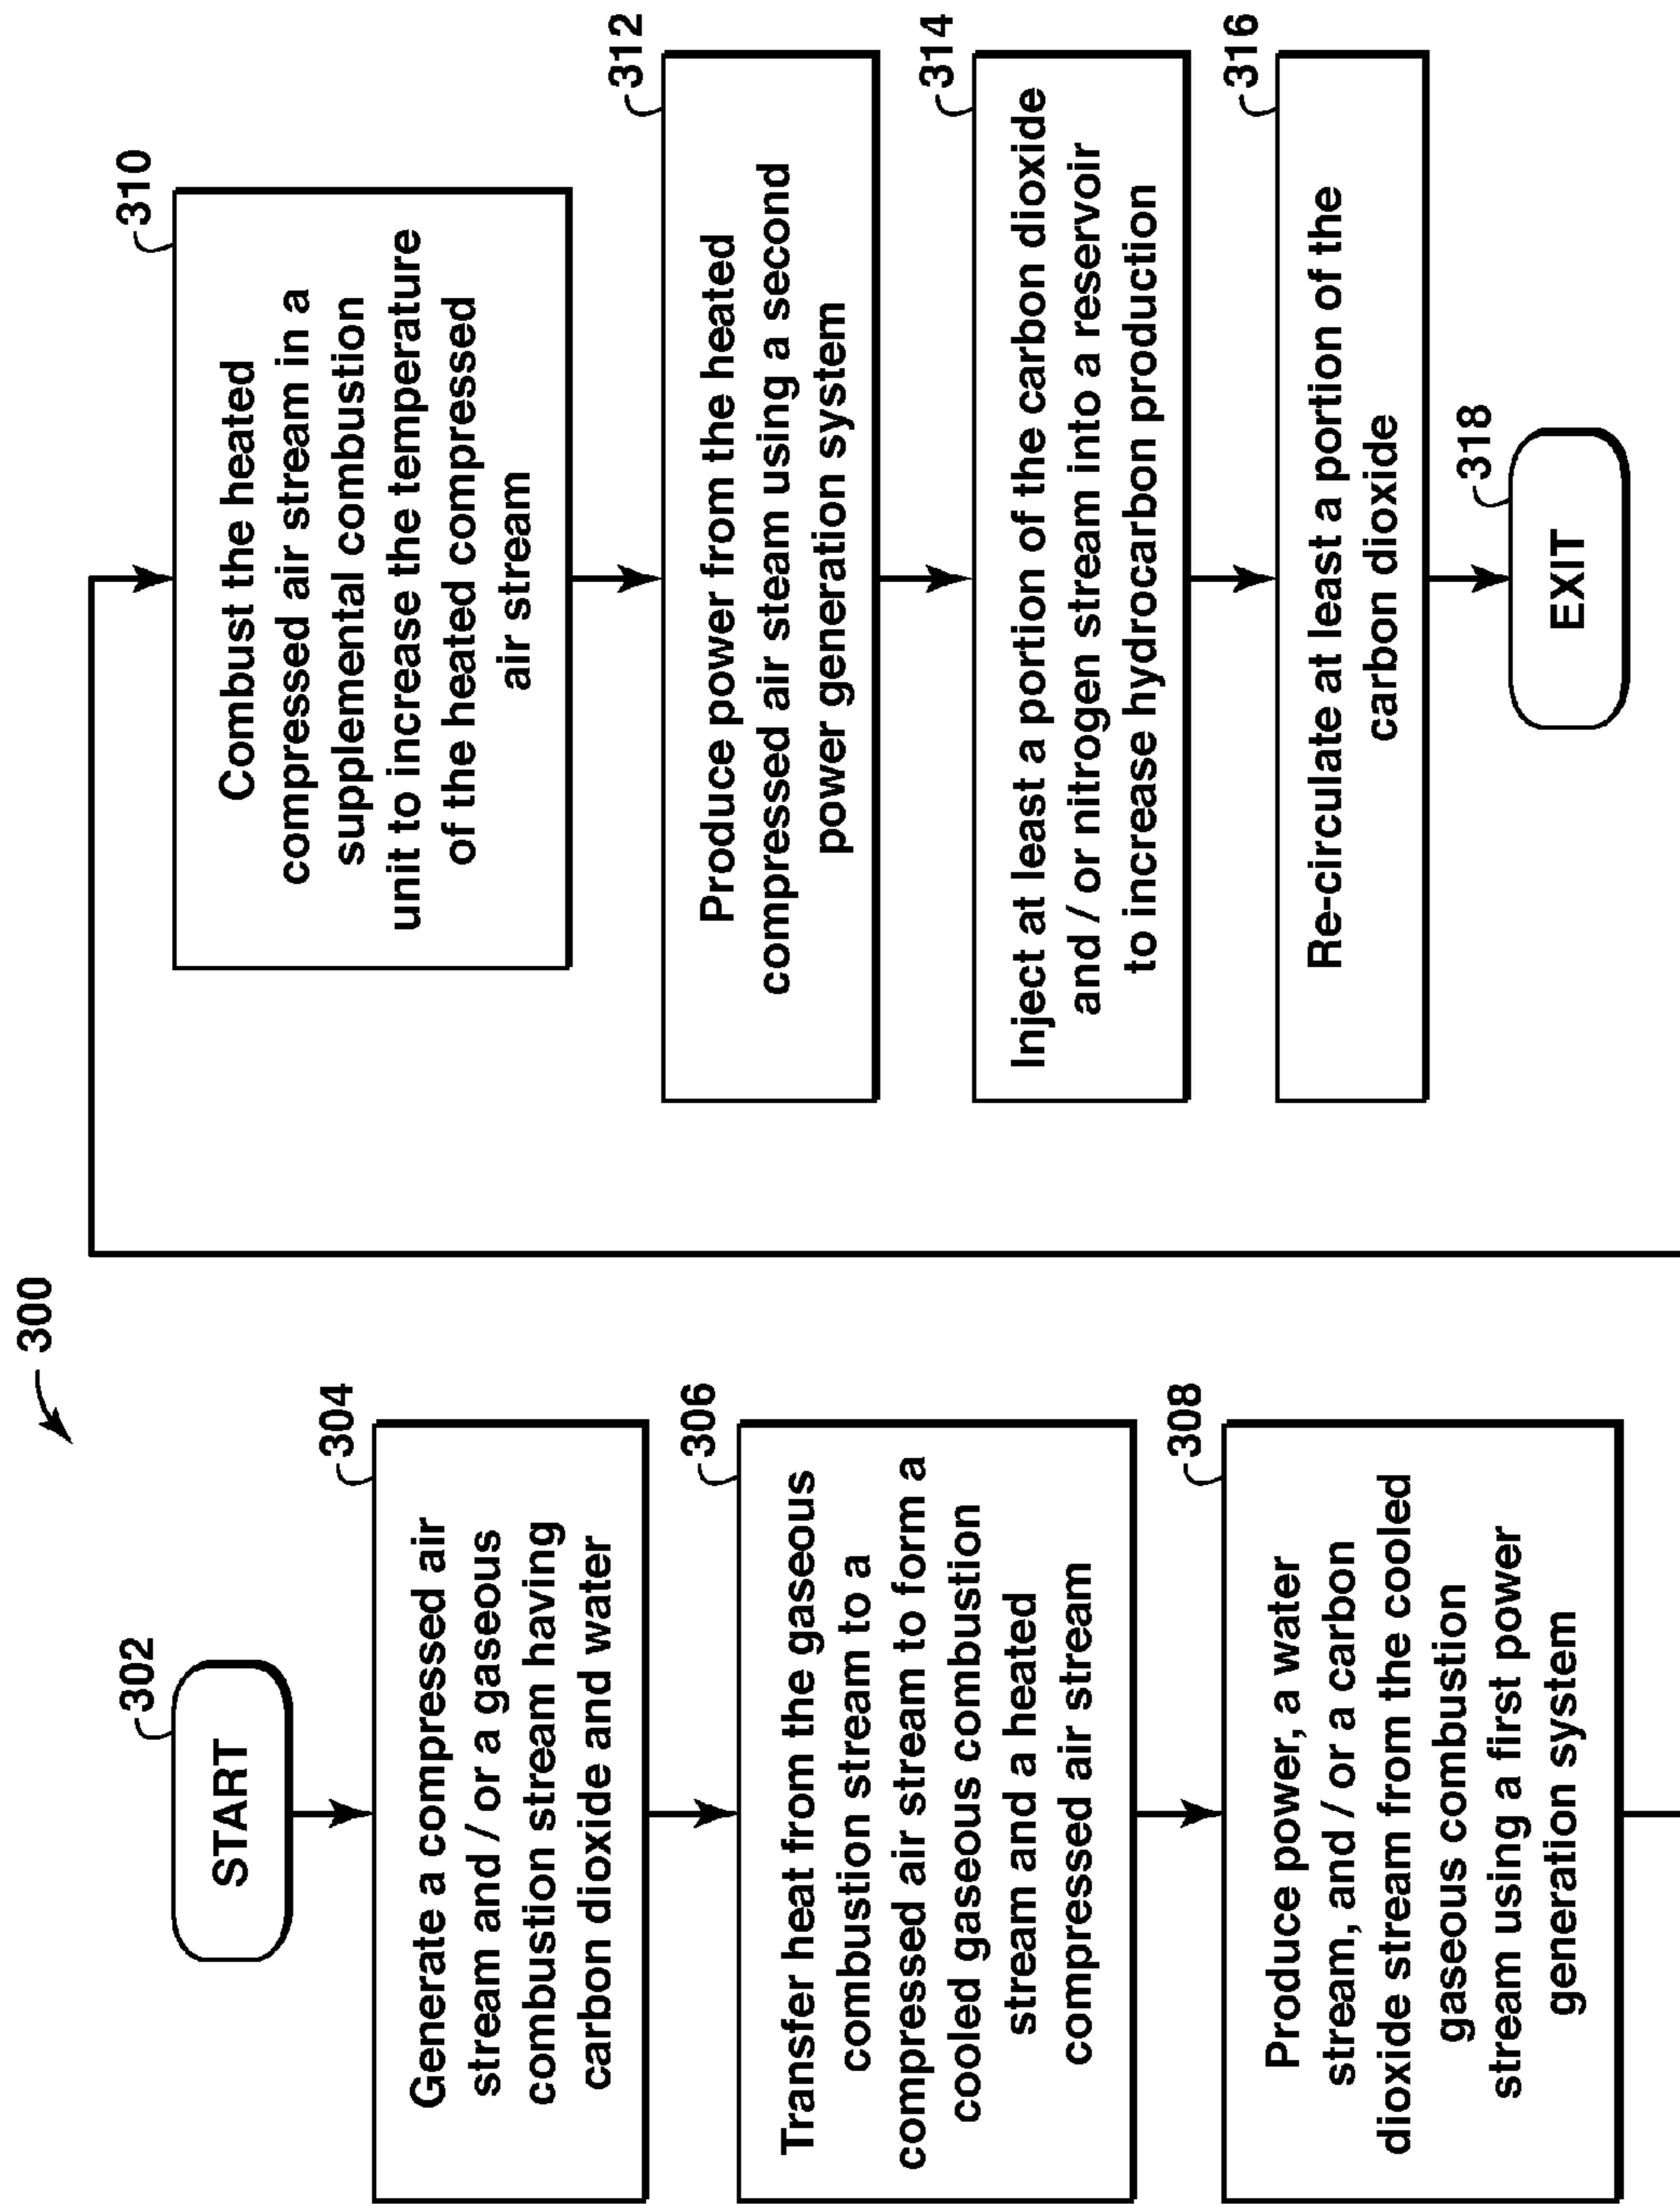 300
302
START
304
Generate a compressed air
stream and / or a gaseous
combustion stream having
carbon dioxide and water
306
Transfer heat from the gaseous
combustion stream to a
compressed air stream to form a
cooled gaseous combustion
stream and a heated
compressed air stream
308
Produce power, a water
stream, and / or a carbon
dioxide stream from the cooled
gaseous combustion
stream using a first power
generation system
310
Combust the heated
compressed air stream in a
supplemental combustion
unit to increase the temperature
of the heated compressed
air stream
312
Produce power from the heated
compressed air steam using a second
power generation system
314
Inject at least a portion of the carbon dioxide
and / or nitrogen stream into a reservoir
to increase hydrocarbon production
316
Re-circulate at least a portion of the
carbon dioxide
318
EXIT